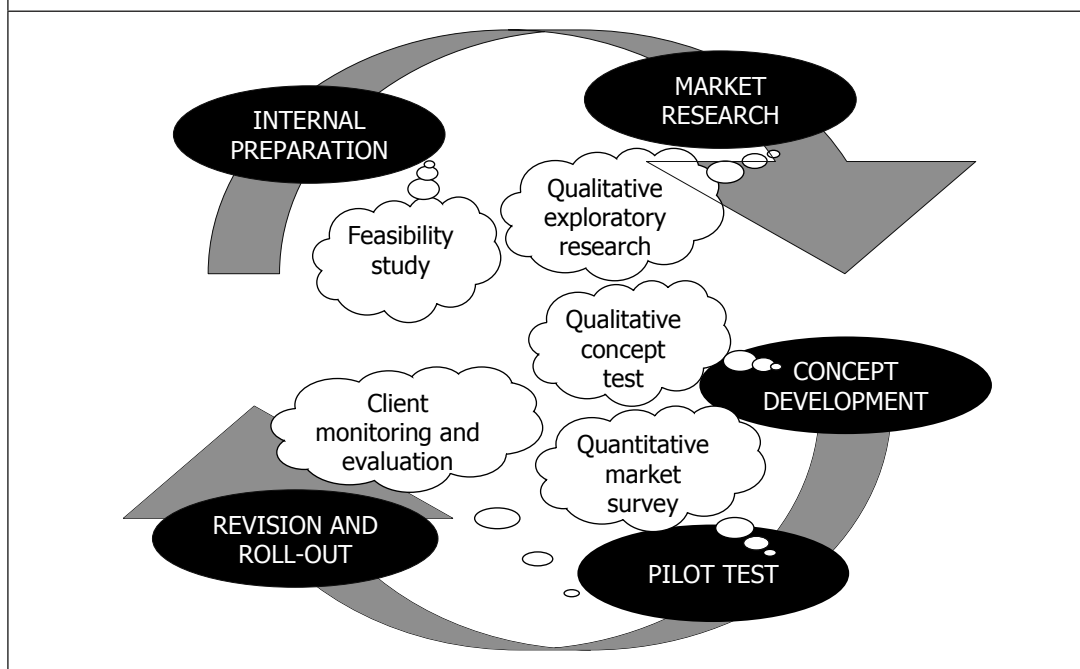 INTERNAL
PREPARATION
MARKET
RESEARCH
Feasibility
study
Qualitative
exploratory
research
Qualitative
concept
test
CONCEPT
DEVELOPMENT
Quantitative
market
survey
PILOT TEST
Client
monitoring and
evaluation
REVISION AND
ROLL-OUT